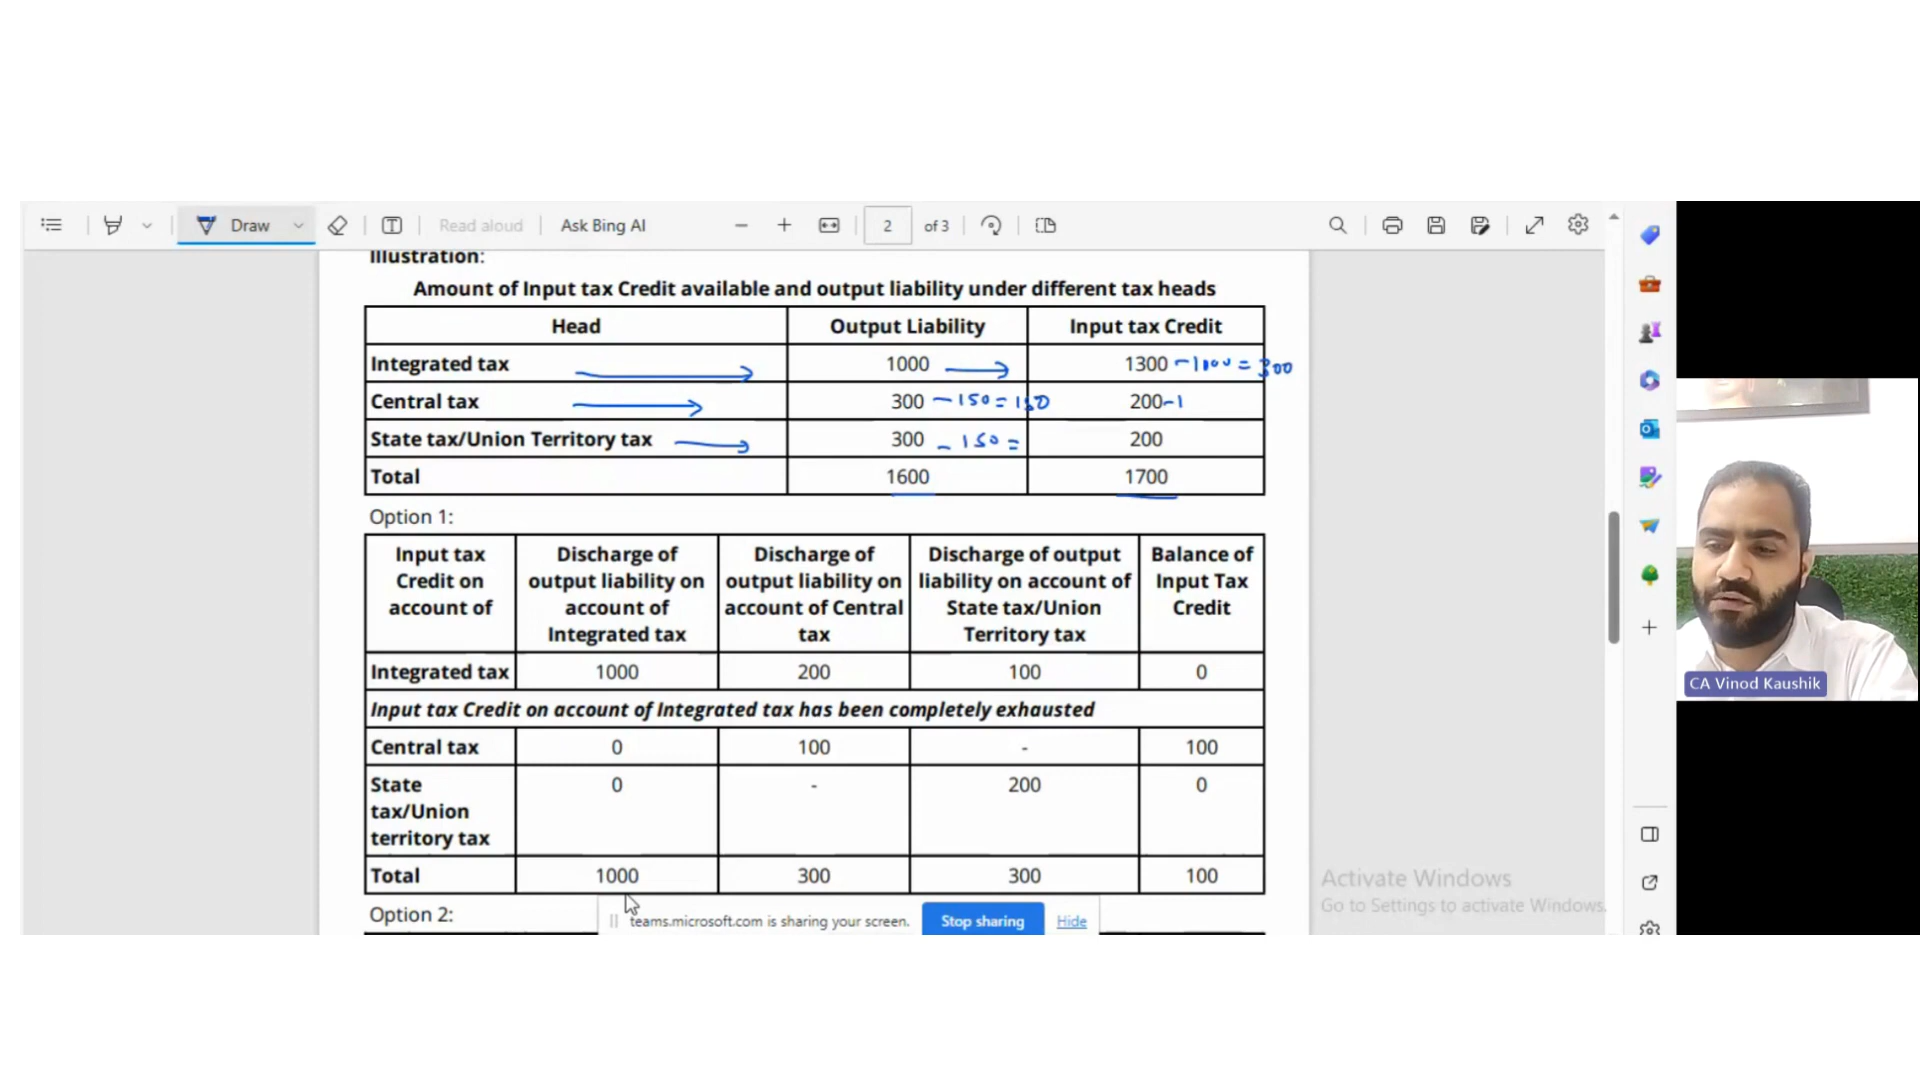 Draw
Read aloud
Ask Bing AI
2 of 3
Illustration:
Amount of Input tax Credit available and output liability under different tax heads
Head Output Liability Input tax Credit
Integrated tax 1000 1300 -1000 = 300
Central tax 300 -150 = 150 200 -1
State tax/Union Territory tax 300 - 150 = 200
Total 1600 1700
Option 1:
Input tax Credit on account of Discharge of output liability on account of Integrated tax Discharge of output liability on account of Central tax Discharge of output liability on account of State tax/Union Territory tax Balance of Input Tax Credit
Integrated tax 1000 200 100 0
Input tax Credit on account of Integrated tax has been completely exhausted
Central tax 0 100 - 100
State tax/Union territory tax 0 - 200 0
Total 1000 300 300 100
Option 2:
teams.microsoft.com is sharing your screen. Stop sharing Hide
Activate Windows
Go to Settings to activate Windows.
CA Vinod Kaushik